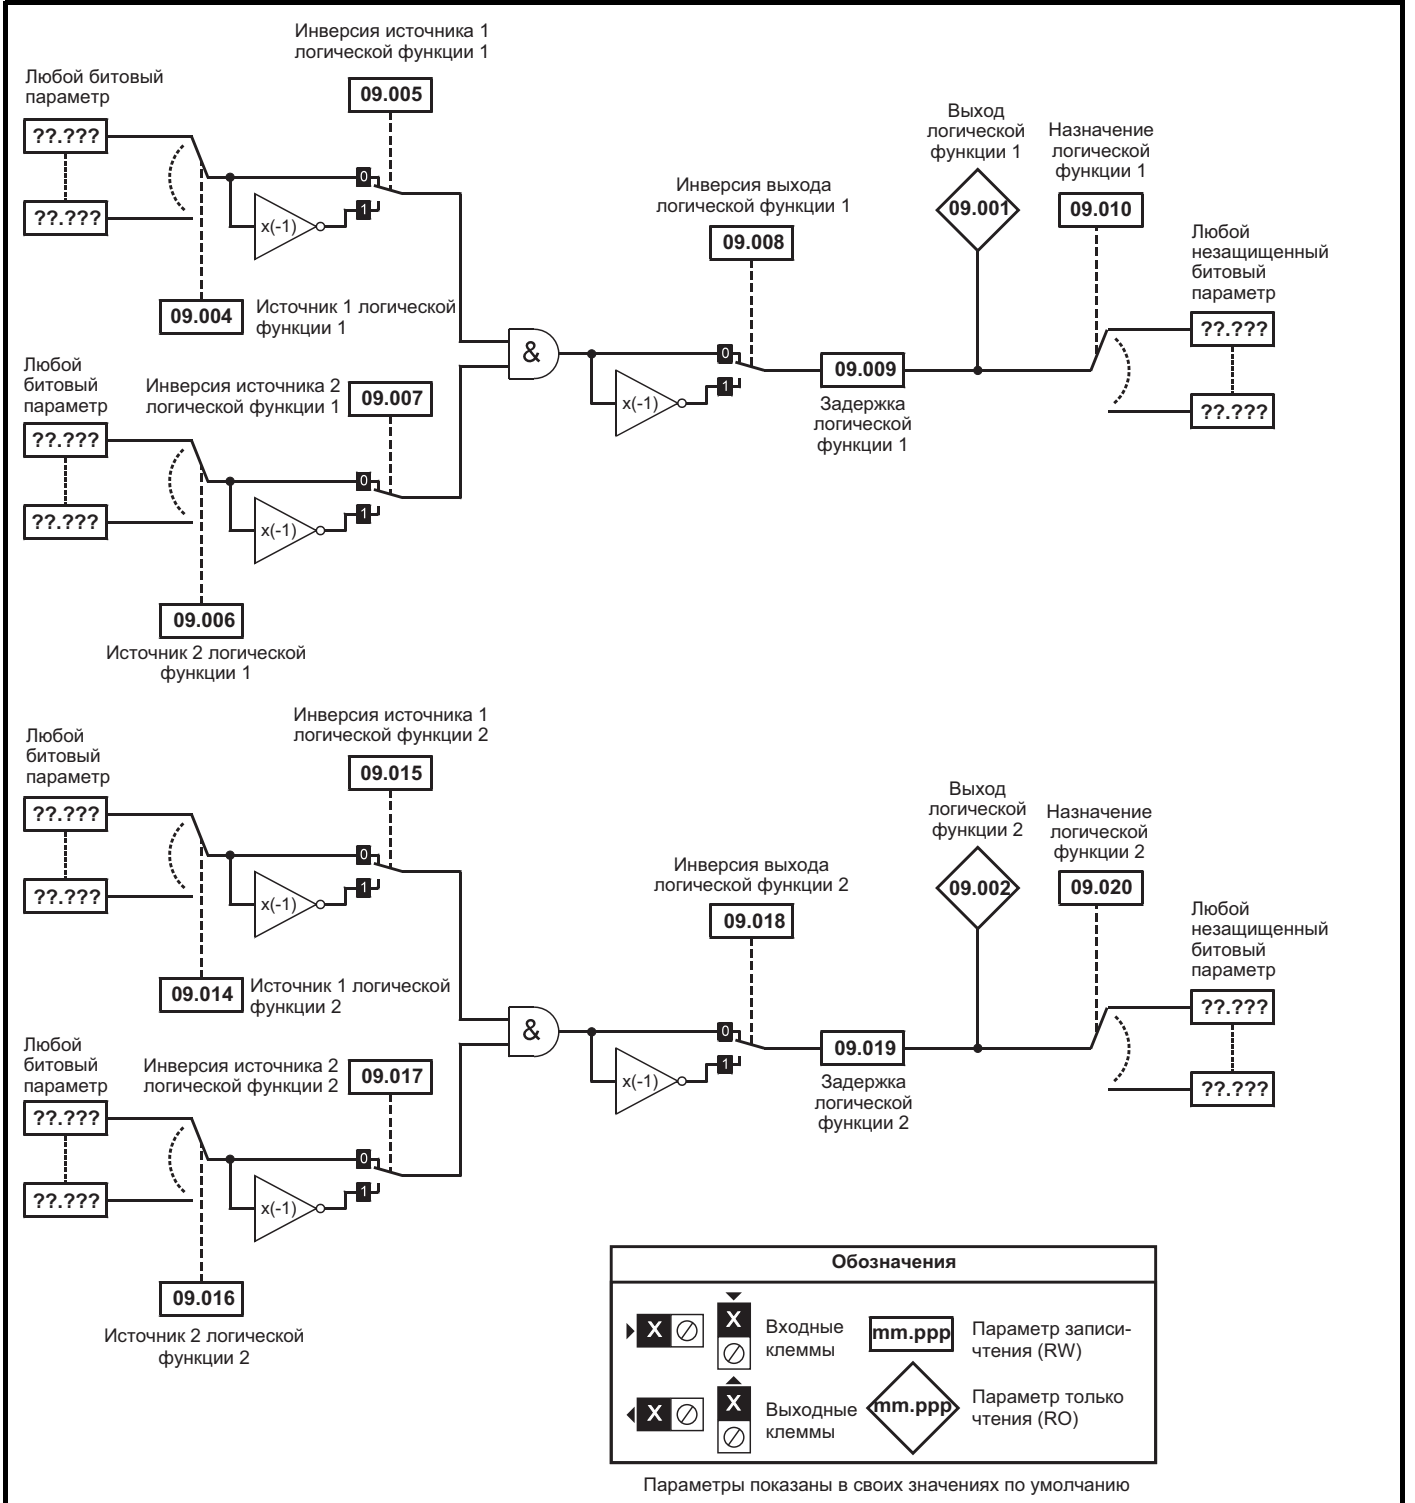 Инверсия источника 1
логической функции 1
Любой битовый
параметр
09.005
??.???
??.???
0
1
x(-1)
09.004
Источник 1 логической
функции 1
Любой
битовый
параметр
Инверсия источника 2
логической функции 1
09.007
??.???
??.???
0
1
x(-1)
09.006
Источник 2 логической
функции 1
&
Инверсия выхода
логической функции 1
09.008
0
1
x(-1)
09.009
Задержка
логической
функции 1
Выход
логической
функции 1
09.001
Назначение
логической
функции 1
09.010
Любой
незащищенный
битовый
параметр
??.???
??.???
Инверсия источника 1
логической функции 2
Любой
битовый
параметр
09.015
??.???
??.???
0
1
x(-1)
09.014
Источник 1 логической
функции 2
Любой
битовый
параметр
Инверсия источника 2
логической функции 2
09.017
??.???
??.???
0
1
x(-1)
09.016
Источник 2 логической
функции 2
&
Инверсия выхода
логической функции 2
09.018
0
1
x(-1)
09.019
Задержка
логической
функции 2
Выход
логической
функции 2
09.002
Назначение
логической
функции 2
09.020
Любой
незащищенный
битовый
параметр
??.???
??.???
Обозначения
X
X
Входные
клеммы
mm.ppp
Параметр записи-
чтения (RW)
X
X
Выходные
клеммы
mm.ppp
Параметр только
чтения (RO)
Параметры показаны в своих значениях по умолчанию